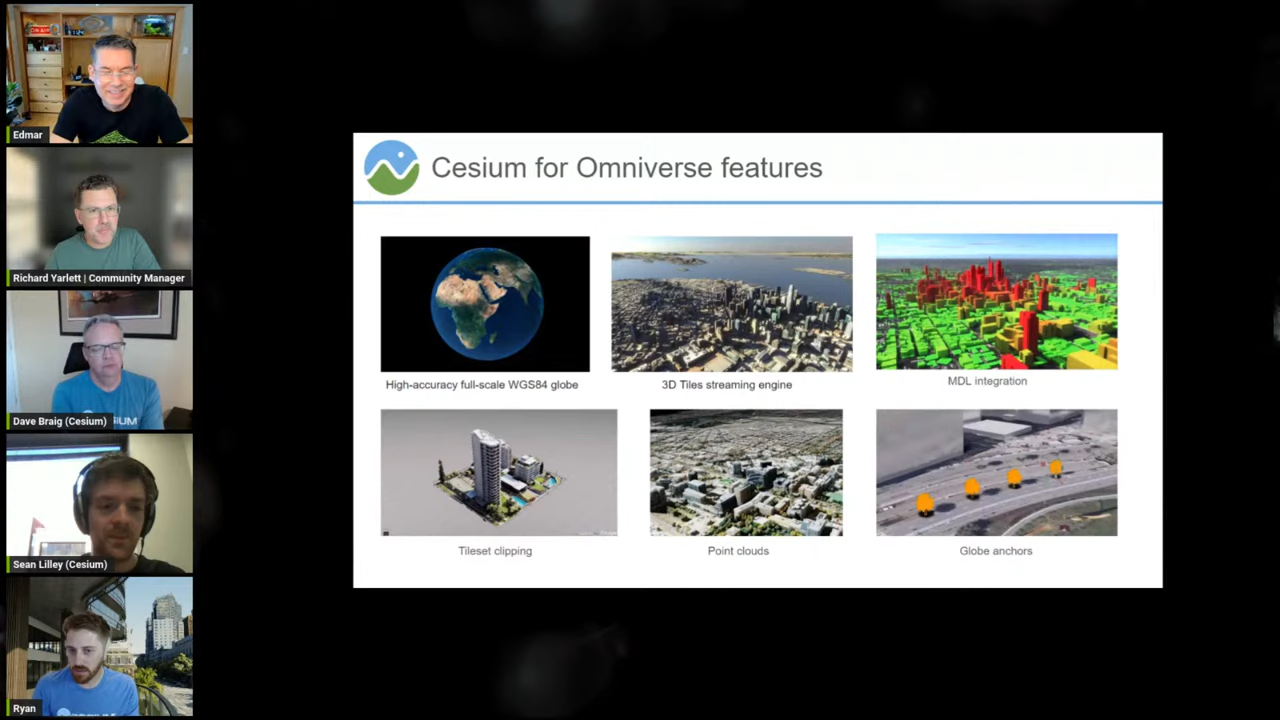 Edmar
Richard Yarlett | Community Manager
Dave Braig (Cesium)
Sean Lilley (Cesium)
Ryan
Cesium for Omniverse features
High-accuracy full-scale WGS84 globe
3D Tiles streaming engine
MDL integration
Tileset clipping
Point clouds
Globe anchors